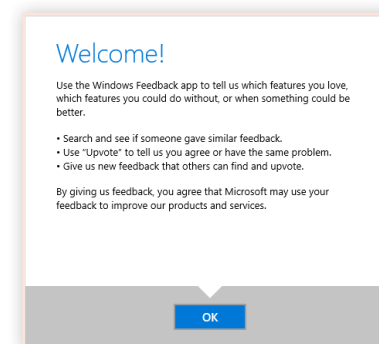 Welcome!
Use the Windows Feedback app to tell us which features you love,
which features you could do without, or when something could be
better.
• Search and see if someone gave similar feedback.
• Use “Upvote” to tell us you agree or have the same problem.
• Give us new feedback that others can find and upvote.
By giving us feedback, you agree that Microsoft may use your
feedback to improve our products and services.
OK